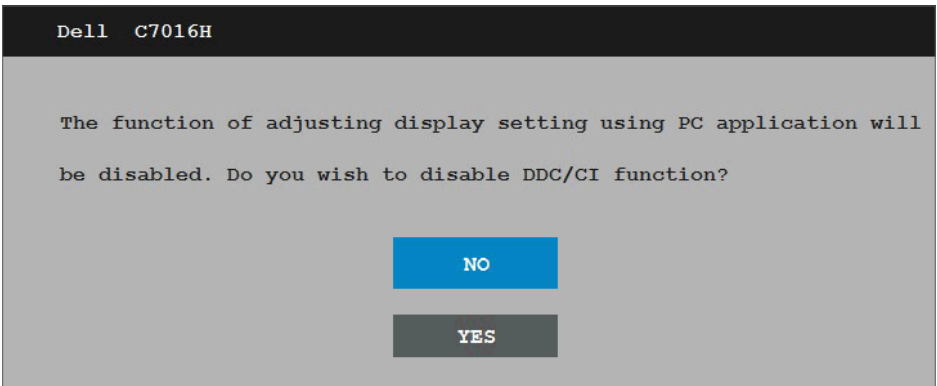 Dell C7016H
The function of adjusting display setting using PC application will
be disabled. Do you wish to disable DDC/CI function?
NO
YES